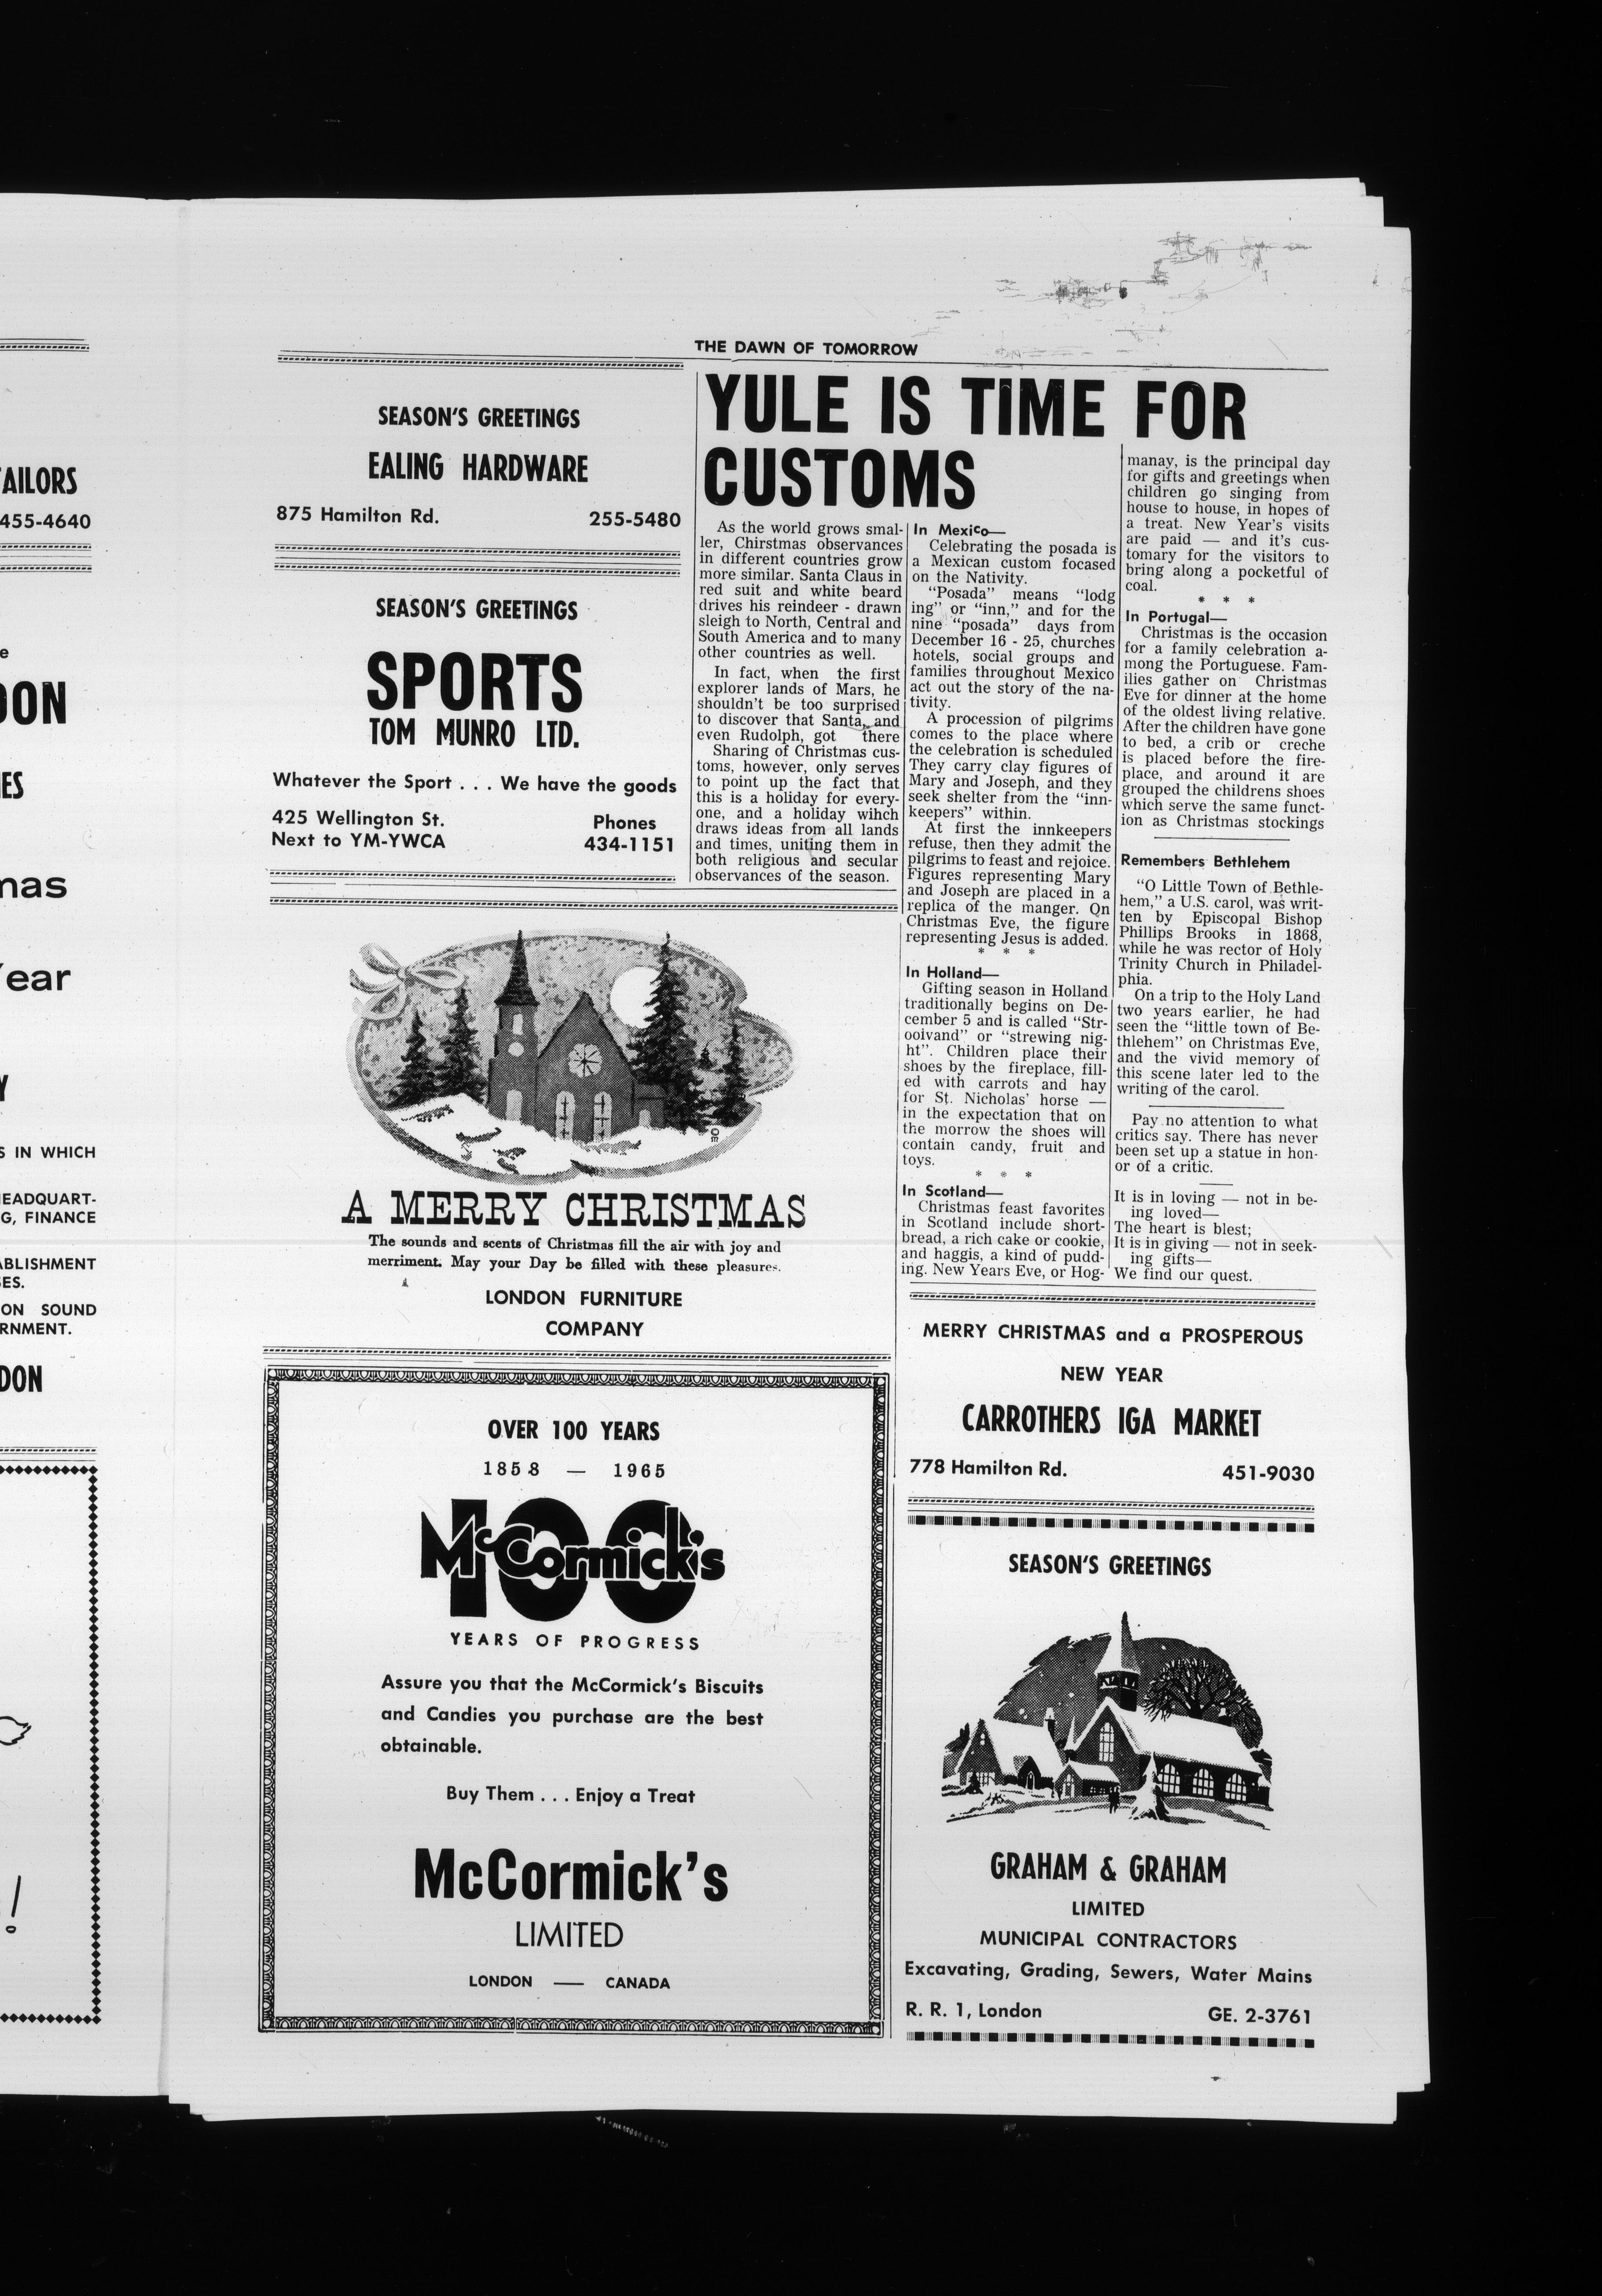 AILORS
455-4640
e
DON
ES
mas
Year
Y
S IN WHICH
EADQUART-
G, FINANCE
ABLISHMENT
ES.
ON SOUND
RNMENT.
DON
!
THE DAWN OF TOMORROW
SEASON'S GREETINGS
EALING HARDWARE
875 Hamilton Rd. 255-5480
SEASON'S GREETINGS
SPORTS
TOM MUNRO LTD.
Whatever the Sport . . . We have the goods
425 Wellington St. Phones
Next to YM-YWCA 434-1151
YULE IS TIME FOR
CUSTOMS
As the world grows smal-
ler, Chirstmas observances
in different countries grow
more similar. Santa Claus in
red suit and white beard
drives his reindeer - drawn
sleigh to North, Central and
South America and to many
other countries as well.
In fact, when the first
explorer lands of Mars, he
shouldn't be too surprised
to discover that Santa, and
even Rudolph, got there
Sharing of Christmas cus-
toms, however, only serves
to point up the fact that
this is a holiday for every-
one, and a holiday wihch
draws ideas from all lands
and times, uniting them in
both religious and secular
observances of the season.
In Mexico—
Celebrating the posada is
a Mexican custom focased
on the Nativity.
"Posada" means "lodg
ing" or "inn," and for the
nine "posada" days from
December 16 - 25, churches
hotels, social groups and
families throughout Mexico
act out the story of the na-
tivity.
A procession of pilgrims
comes to the place where
the celebration is scheduled
They carry clay figures of
Mary and Joseph, and they
seek shelter from the "inn-
keepers" within.
At first the innkeepers
refuse, then they admit the
pilgrims to feast and rejoice.
Figures representing Mary
and Joseph are placed in a
replica of the manger. On
Christmas Eve, the figure
representing Jesus is added.
* * *
In Holland—
Gifting season in Holland
traditionally begins on De-
cember 5 and is called "Str-
ooivand" or "strewing nig-
ht". Children place their
shoes by the fireplace, fill-
ed with carrots and hay
for St. Nicholas' horse —
in the expectation that on
the morrow the shoes will
contain candy, fruit and
toys.
* * *
In Scotland—
Christmas feast favorites
in Scotland include short-
bread, a rich cake or cookie,
and haggis, a kind of pudd-
ing. New Years Eve, or Hog-
manay, is the principal day
for gifts and greetings when
children go singing from
house to house, in hopes of
a treat. New Year's visits
are paid — and it's cus-
tomary for the visitors to
bring along a pocketful of
coal.
* * *
In Portugal—
Christmas is the occasion
for a family celebration a-
mong the Portuguese. Fam-
ilies gather on Christmas
Eve for dinner at the home
of the oldest living relative.
After the children have gone
to bed, a crib or creche
is placed before the fire-
place, and around it are
grouped the childrens shoes
which serve the same funct-
ion as Christmas stockings
Remembers Bethlehem
"O Little Town of Bethle-
hem," a U.S. carol, was writ-
ten by Episcopal Bishop
Phillips Brooks in 1868,
while he was rector of Holy
Trinity Church in Philadel-
phia.
On a trip to the Holy Land
two years earlier, he had
seen the "little town of Be-
thlehem" on Christmas Eve,
and the vivid memory of
this scene later led to the
writing of the carol.
Pay no attention to what
critics say. There has never
been set up a statue in hon-
or of a critic.
It is in loving — not in be-
ing loved—
The heart is blest;
It is in giving — not in seek-
ing gifts—
We find our quest.
A MERRY CHRISTMAS
The sounds and scents of Christmas fill the air with joy and
merriment. May your Day be filled with these pleasures.
LONDON FURNITURE
COMPANY
OVER 100 YEARS
1858 — 1965
100
McCormick's
YEARS OF PROGRESS
Assure you that the McCormick's Biscuits
and Candies you purchase are the best
obtainable.
Buy Them . . . Enjoy a Treat
McCormick's
LIMITED
LONDON — CANADA
MERRY CHRISTMAS and a PROSPEROUS
NEW YEAR
CARROTHERS IGA MARKET
778 Hamilton Rd. 451-9030
SEASON'S GREETINGS
GRAHAM & GRAHAM
LIMITED
MUNICIPAL CONTRACTORS
Excavating, Grading, Sewers, Water Mains
R. R. 1, London GE. 2-3761